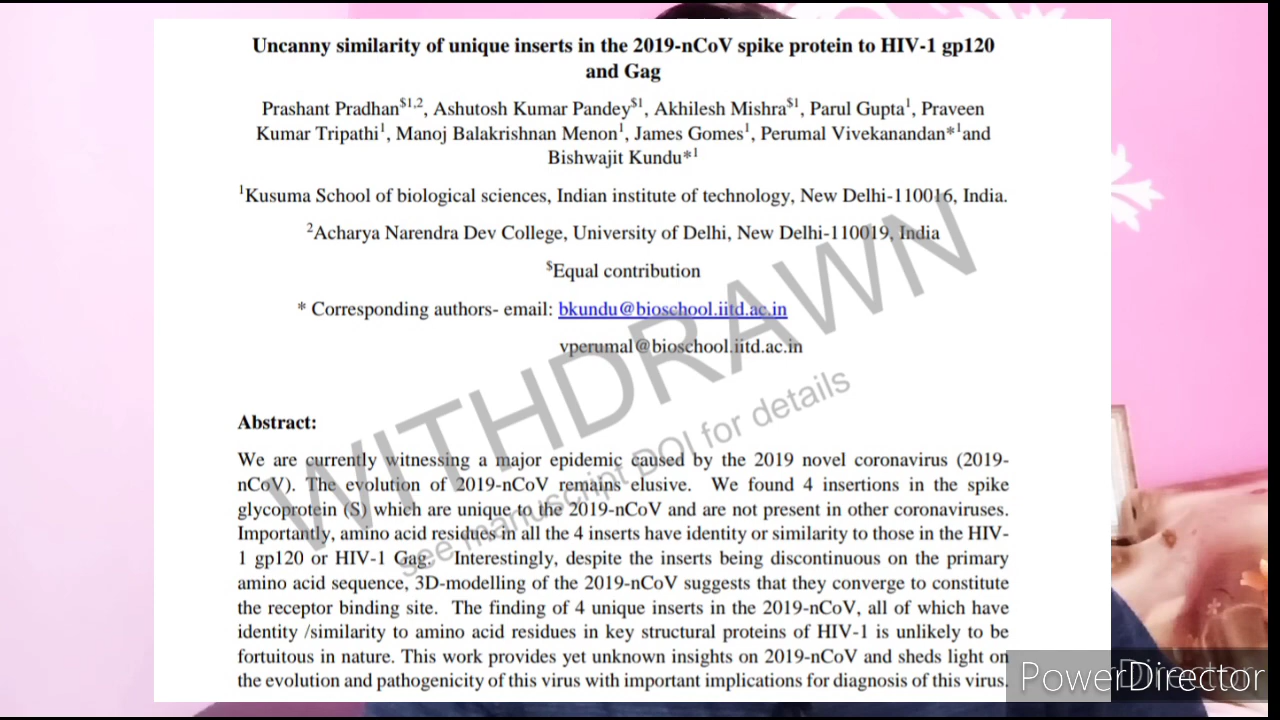 Uncanny similarity of unique inserts in the 2019-nCoV spike protein to HIV-1 gp120
and Gag
Prashant Pradhan$1,2, Ashutosh Kumar Pandey$1, Akhilesh Mishra$1, Parul Gupta1, Praveen
Kumar Tripathi1, Manoj Balakrishnan Menon1, James Gomes1, Perumal Vivekanandan*1and
Bishwajit Kundu*1
1Kusuma School of biological sciences, Indian institute of technology, New Delhi-110016, India.
2Acharya Narendra Dev College, University of Delhi, New Delhi-110019, India
$Equal contribution
* Corresponding authors- email: bkundu@bioschool.iitd.ac.in
vperumal@bioschool.iitd.ac.in
WITHDRAWN
see manuscript DOI for details
Abstract:
We are currently witnessing a major epidemic caused by the 2019 novel coronavirus (2019-
nCoV). The evolution of 2019-nCoV remains elusive. We found 4 insertions in the spike
glycoprotein (S) which are unique to the 2019-nCoV and are not present in other coronaviruses.
Importantly, amino acid residues in all the 4 inserts have identity or similarity to those in the HIV-
1 gp120 or HIV-1 Gag. Interestingly, despite the inserts being discontinuous on the primary
amino acid sequence, 3D-modelling of the 2019-nCoV suggests that they converge to constitute
the receptor binding site. The finding of 4 unique inserts in the 2019-nCoV, all of which have
identity /similarity to amino acid residues in key structural proteins of HIV-1 is unlikely to be
fortuitous in nature. This work provides yet unknown insights on 2019-nCoV and sheds light on
the evolution and pathogenicity of this virus with important implications for diagnosis of this virus.
PowerDirector